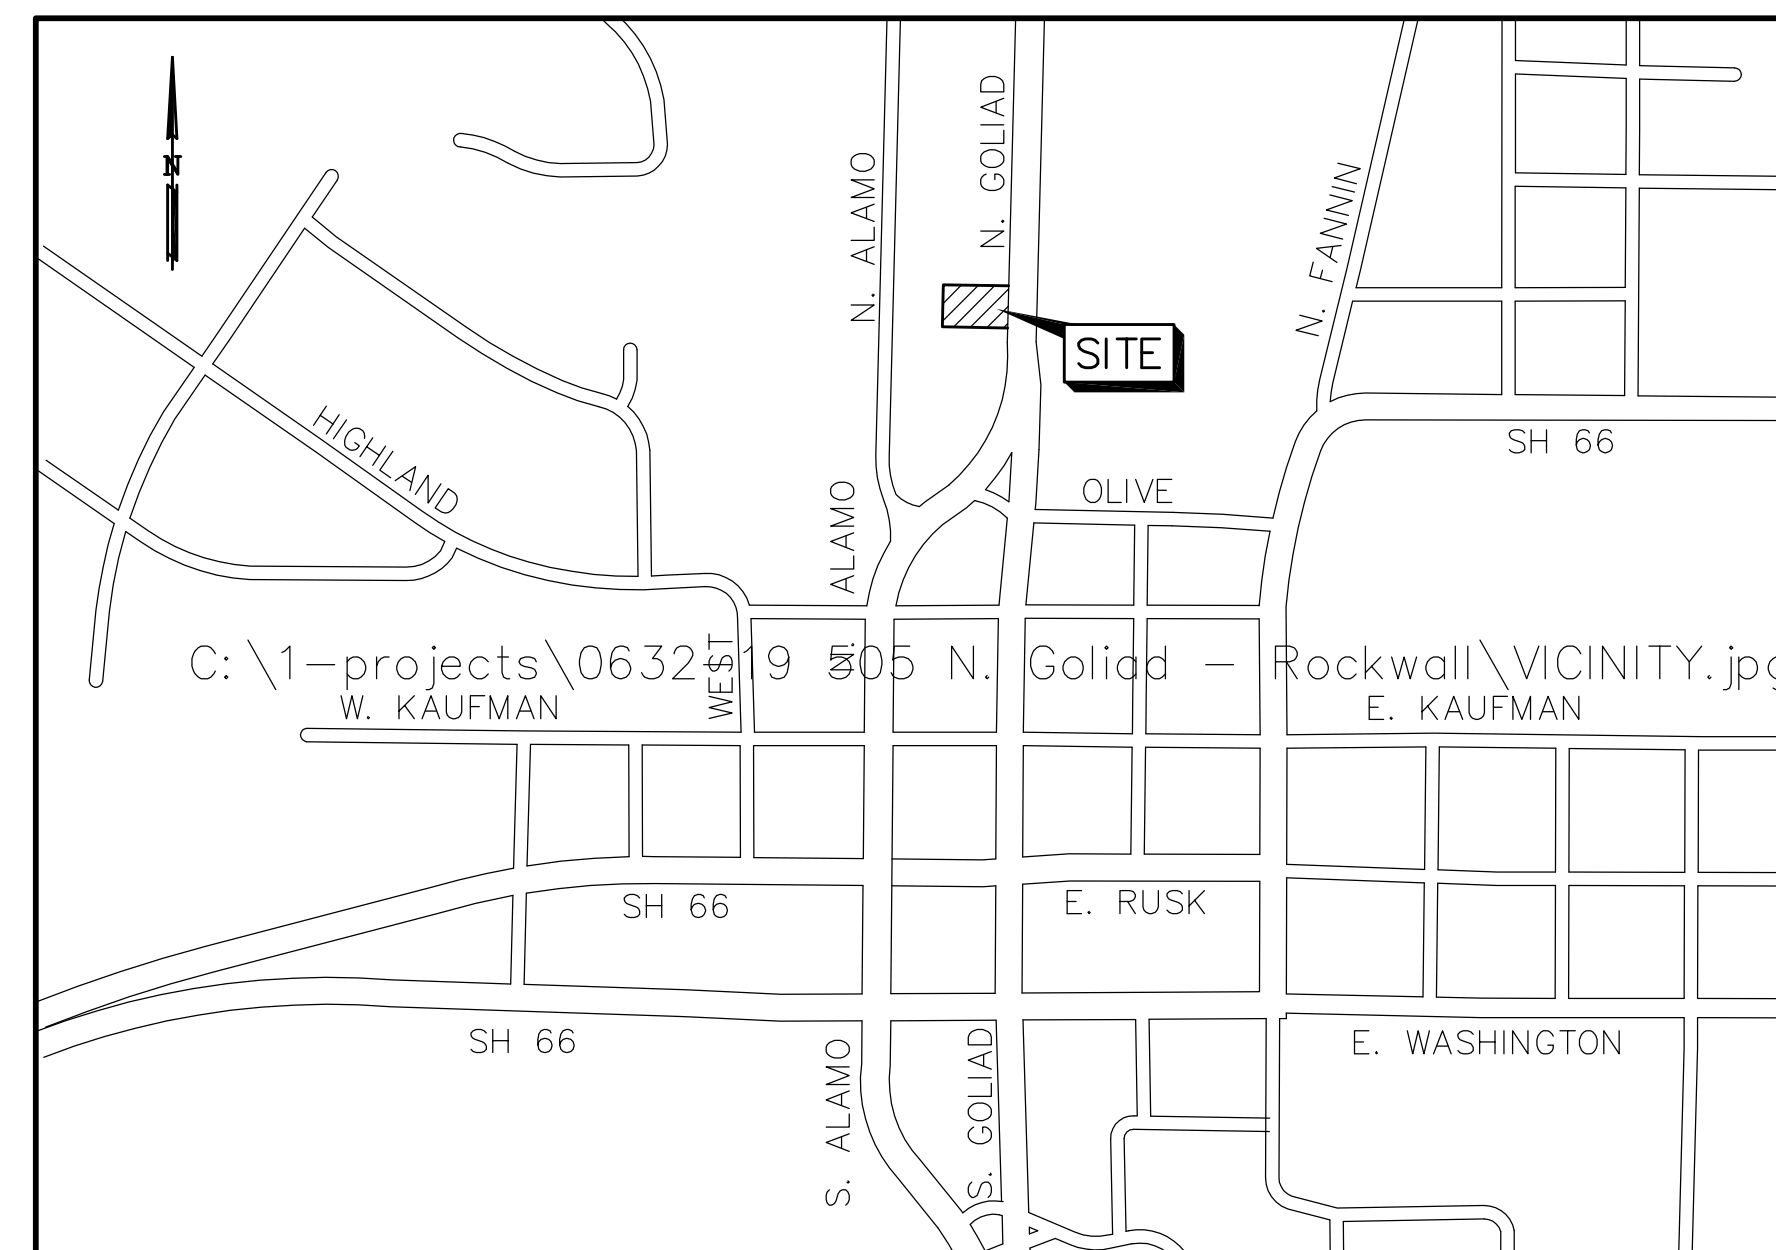 N. GOLIAD
N
N. ALAMO
N. FANNIN
SITE
HIGHLAND
SH 66
OLIVE
N. ALAMO
C:\1-projects\0632-19 505 N. Goliad - Rockwall\VICINITY.jpg
WEST
W. KAUFMAN
E. KAUFMAN
SH 66
E. RUSK
SH 66
E. WASHINGTON
S. ALAMO
S. GOLIAD